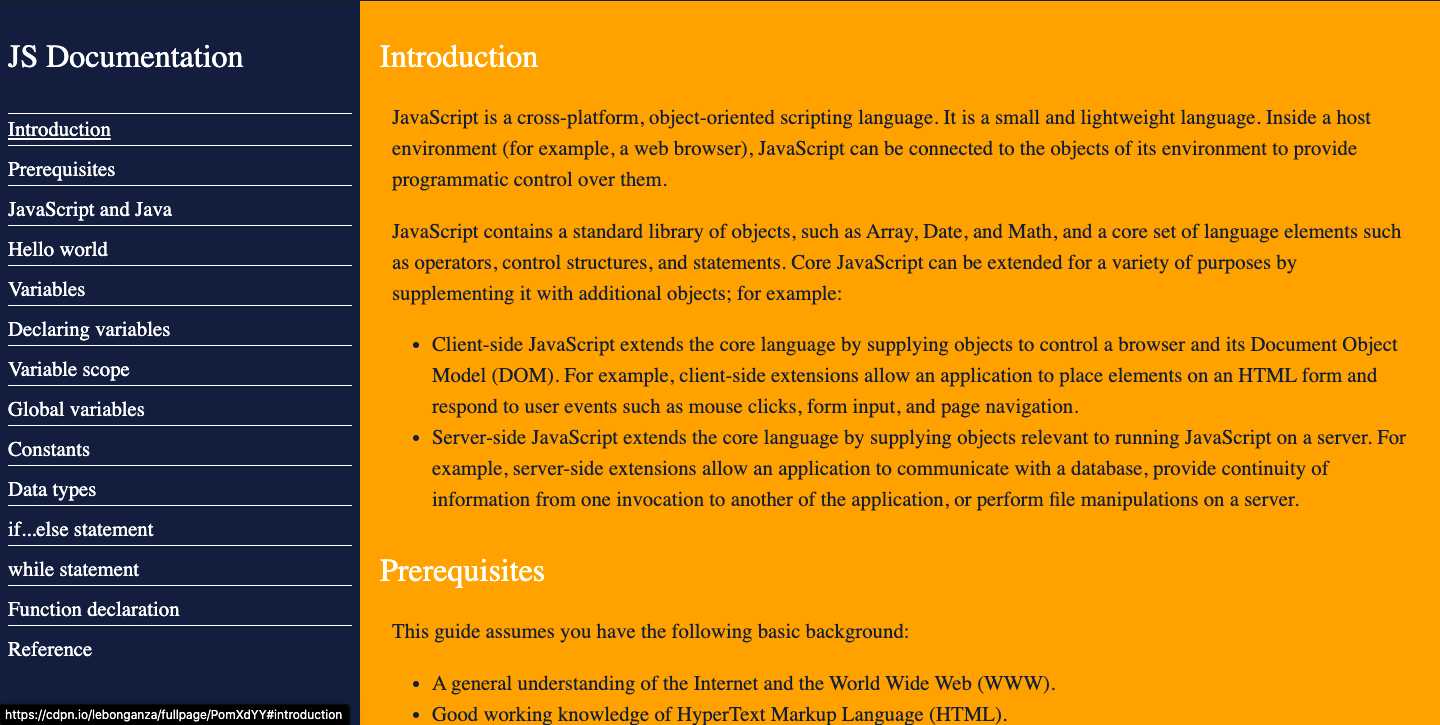 JS Documentation
Introduction
Prerequisites
JavaScript and Java
Hello world
Variables
Declaring variables
Variable scope
Global variables
Constants
Data types
if...else statement
while statement
Function declaration
Reference
Introduction
JavaScript is a cross-platform, object-oriented scripting language. It is a small and lightweight language. Inside a host
environment (for example, a web browser), JavaScript can be connected to the objects of its environment to provide
programmatic control over them.
JavaScript contains a standard library of objects, such as Array, Date, and Math, and a core set of language elements such
as operators, control structures, and statements. Core JavaScript can be extended for a variety of purposes by
supplementing it with additional objects; for example:
• Client-side JavaScript extends the core language by supplying objects to control a browser and its Document Object
Model (DOM). For example, client-side extensions allow an application to place elements on an HTML form and
respond to user events such as mouse clicks, form input, and page navigation.
• Server-side JavaScript extends the core language by supplying objects relevant to running JavaScript on a server. For
example, server-side extensions allow an application to communicate with a database, provide continuity of
information from one invocation to another of the application, or perform file manipulations on a server.
Prerequisites
This guide assumes you have the following basic background:
• A general understanding of the Internet and the World Wide Web (WWW).
• Good working knowledge of HyperText Markup Language (HTML).
https://cdpn.io/lebonganza/fullpage/PomXdYY#introduction